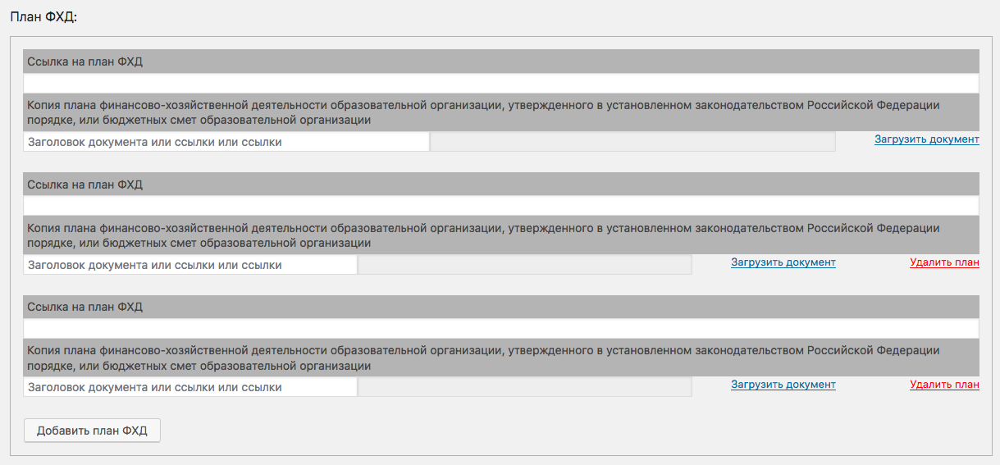 План ФХД:
Ссылка на план ФХД
Копия плана финансово-хозяйственной деятельности образовательной организации, утвержденного в установленном законодательством Российской Федерации
порядке, или бюджетных смет образовательной организации
Заголовок документа или ссылки или ссылки Загрузить документ
Ссылка на план ФХД
Копия плана финансово-хозяйственной деятельности образовательной организации, утвержденного в установленном законодательством Российской Федерации
порядке, или бюджетных смет образовательной организации
Заголовок документа или ссылки или ссылки Загрузить документ Удалить план
Ссылка на план ФХД
Копия плана финансово-хозяйственной деятельности образовательной организации, утвержденного в установленном законодательством Российской Федерации
порядке, или бюджетных смет образовательной организации
Заголовок документа или ссылки или ссылки Загрузить документ Удалить план
Добавить план ФХД